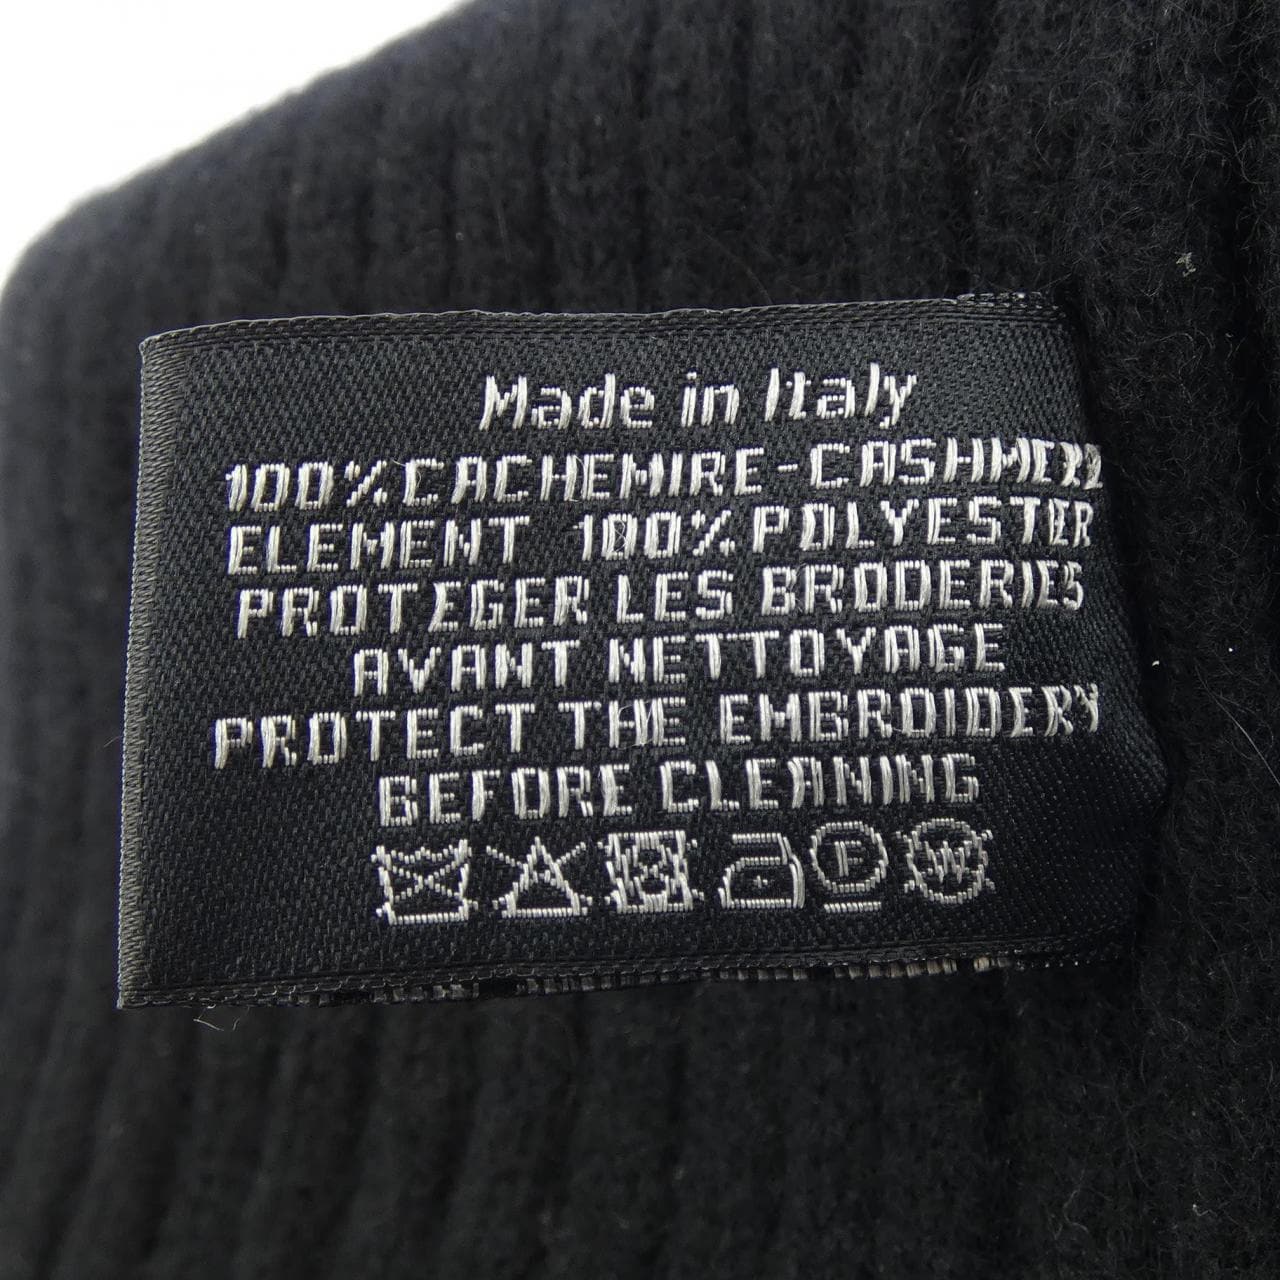 Made in Italy
100% CACHEMIRE - CASHMERE
ELEMENT 100% POLYESTER
PROTEGER LES BRODERIES
AVANT NETTOYAGE
PROTECT THE EMBROIDERY
BEFORE CLEANING
F W